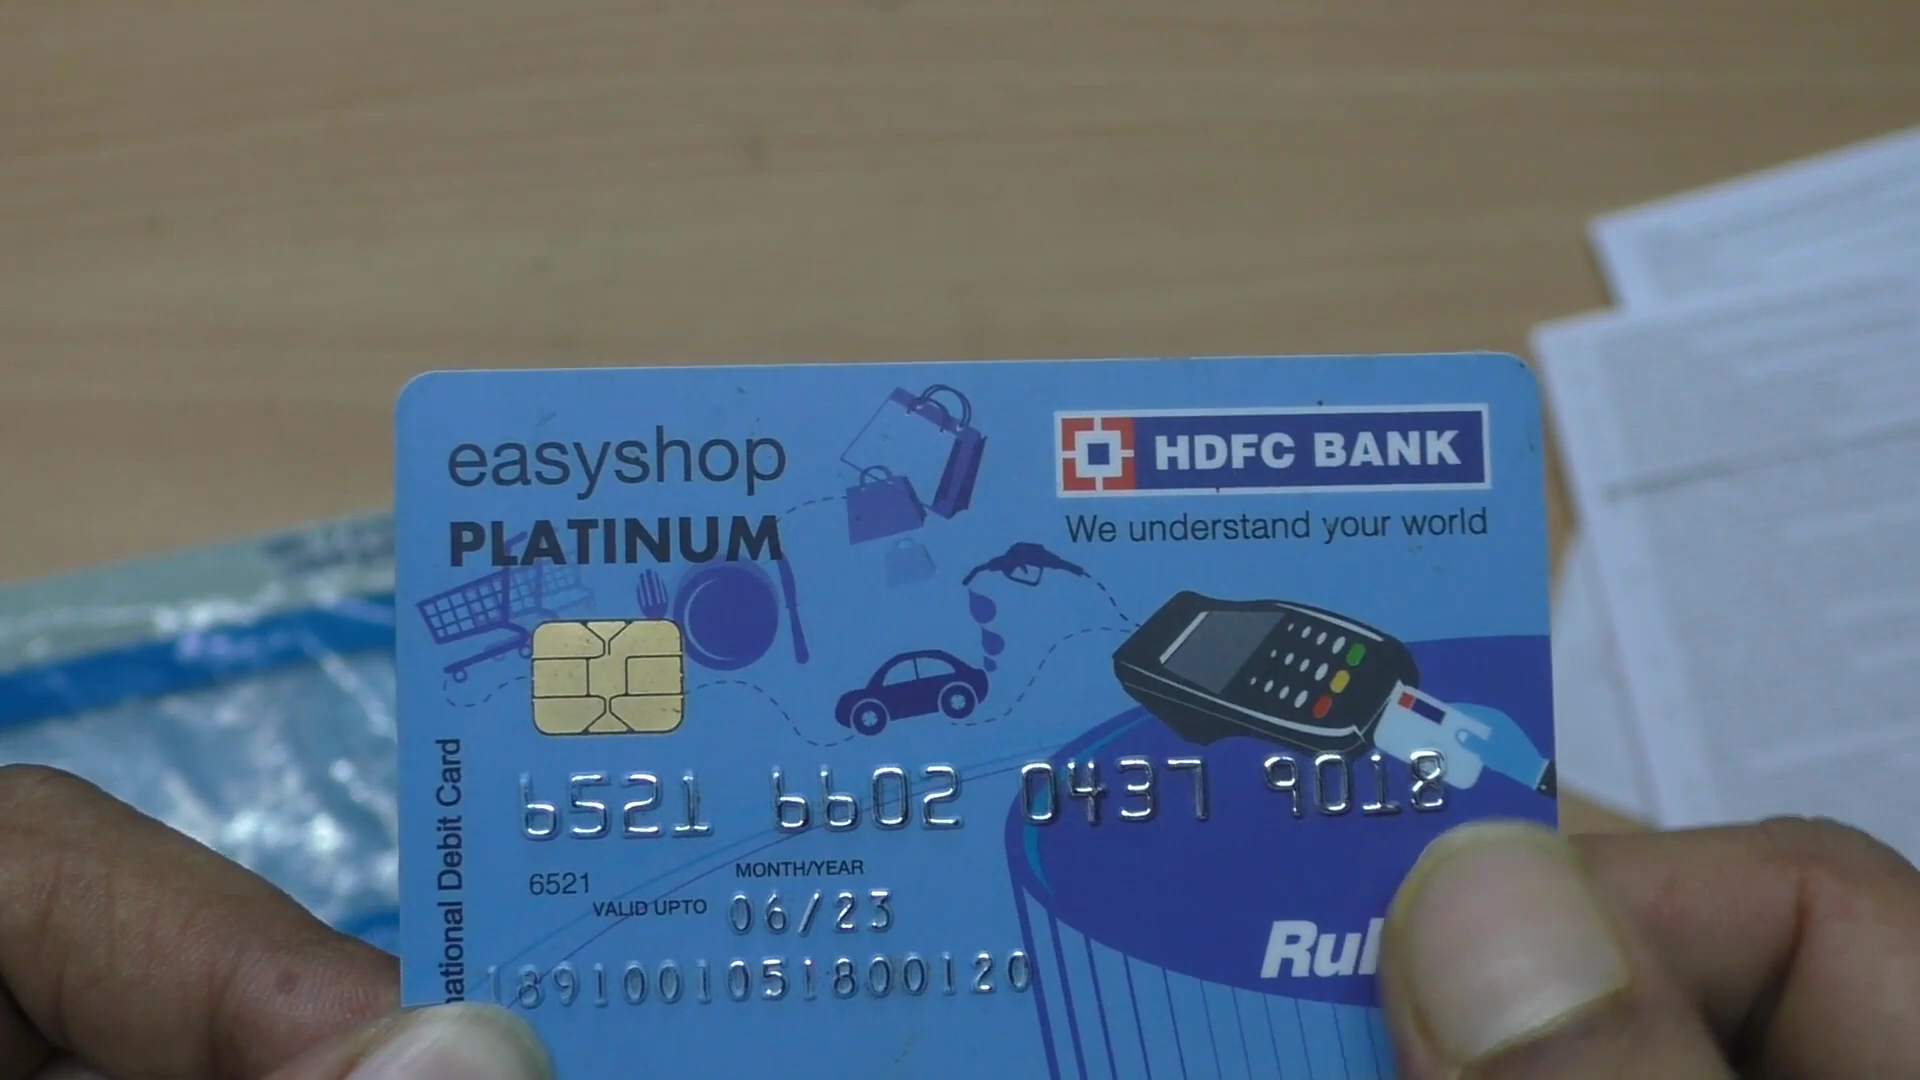 easyshop
PLATINUM
HDFC BANK
We understand your world
6521 6602 0437 9018
6521
MONTH/YEAR
VALID UPTO 06/23
1891001051800120
Debit Card